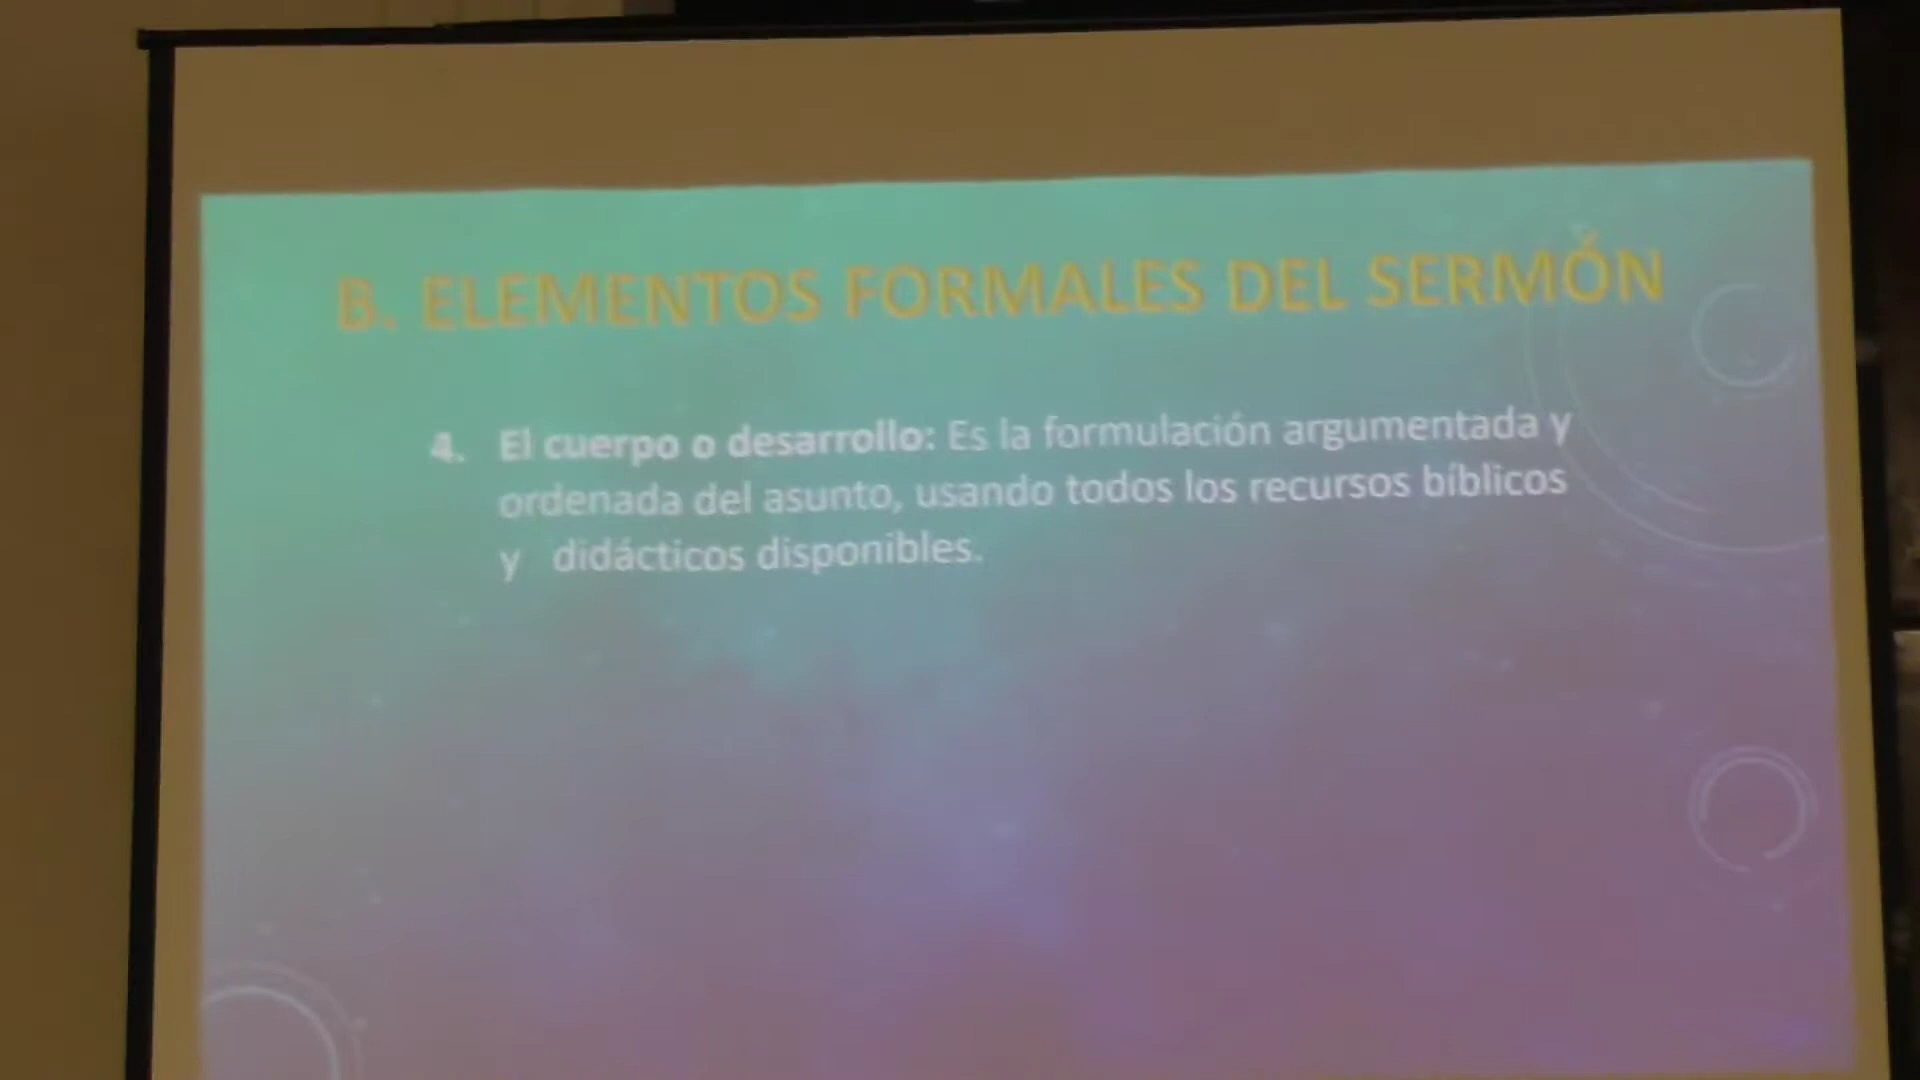 B. ELEMENTOS FORMALES DEL SERMÓN
4. El cuerpo o desarrollo: Es la formulación argumentada y
ordenada del asunto, usando todos los recursos bíblicos
y didácticos disponibles.